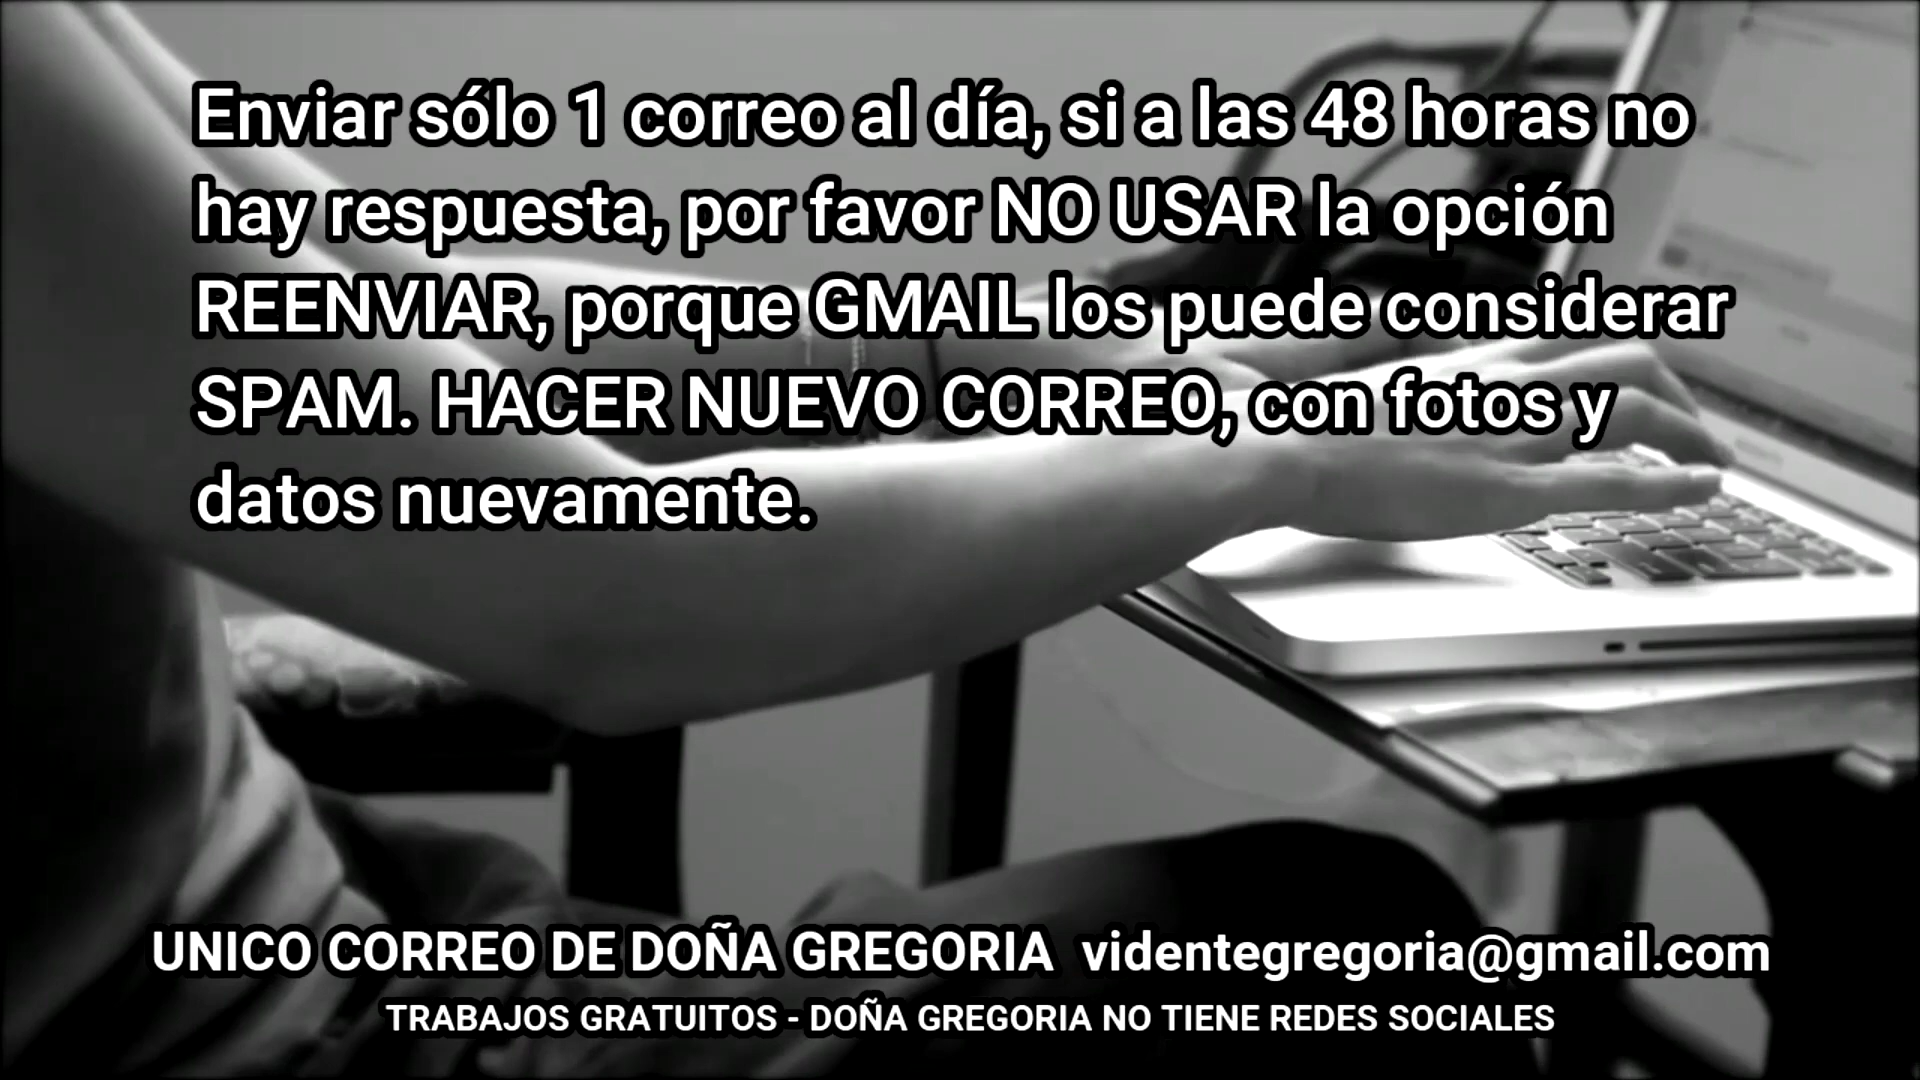 Enviar sólo 1 correo al día, si a las 48 horas no
hay respuesta, por favor NO USAR la opción
REENVIAR, porque GMAIL los puede considerar
SPAM. HACER NUEVO CORREO, con fotos y
datos nuevamente.
UNICO CORREO DE DOÑA GREGORIA videntegregoria@gmail.com
TRABAJOS GRATUITOS - DOÑA GREGORIA NO TIENE REDES SOCIALES